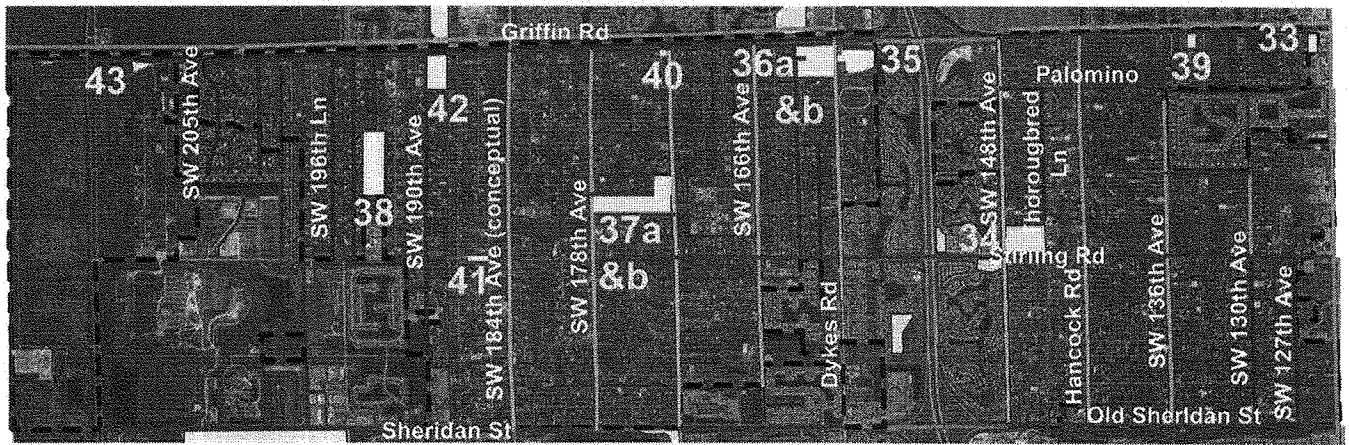 Griffin Rd
43
SW 205th Ave
SW 196th Ln
38
SW 190th Ave
42
SW 184th Ave (conceptual)
41
SW 178th Ave
40
37a
&b
SW 166th Ave
36a
&b
35
Dykes Rd
SW 148th Ave
34
Stirling Rd
Palomino
horoughbred
Ln
Hancock Rd
39
33
SW 136th Ave
SW 130th Ave
SW 127th Ave
Sheridan St
Old Sheridan St